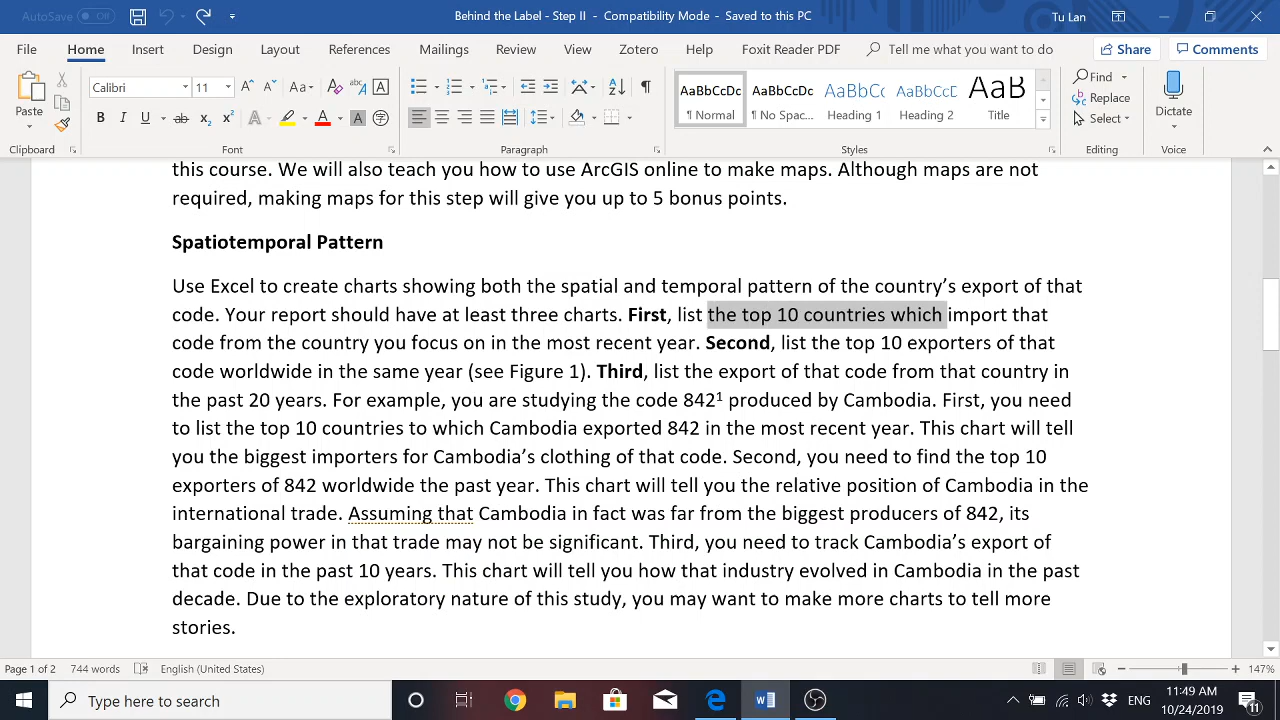 AutoSave Off Behind the Label - Step II - Compatibility Mode - Saved to this PC Tu Lan
File Home Insert Design Layout References Mailings Review View Zotero Help Foxit Reader PDF Tell me what you want to do Share Comments
Paste
Clipboard
Calibri 11
Font
Paragraph
AaBbCcDc AaBbCcDc AaBbCc AaBbCcD AaB
¶ Normal ¶ No Spac... Heading 1 Heading 2 Title
Styles
Find
Replace
Select
Editing
Dictate
Voice
this course. We will also teach you how to use ArcGIS online to make maps. Although maps are not
required, making maps for this step will give you up to 5 bonus points.
Spatiotemporal Pattern
Use Excel to create charts showing both the spatial and temporal pattern of the country's export of that
code. Your report should have at least three charts. First, list the top 10 countries which import that
code from the country you focus on in the most recent year. Second, list the top 10 exporters of that
code worldwide in the same year (see Figure 1). Third, list the export of that code from that country in
the past 20 years. For example, you are studying the code 842¹ produced by Cambodia. First, you need
to list the top 10 countries to which Cambodia exported 842 in the most recent year. This chart will tell
you the biggest importers for Cambodia's clothing of that code. Second, you need to find the top 10
exporters of 842 worldwide the past year. This chart will tell you the relative position of Cambodia in the
international trade. Assuming that Cambodia in fact was far from the biggest producers of 842, its
bargaining power in that trade may not be significant. Third, you need to track Cambodia's export of
that code in the past 10 years. This chart will tell you how that industry evolved in Cambodia in the past
decade. Due to the exploratory nature of this study, you may want to make more charts to tell more
stories.
Page 1 of 2 744 words English (United States) 147%
Type here to search
ENG
11:49 AM
10/24/2019
11